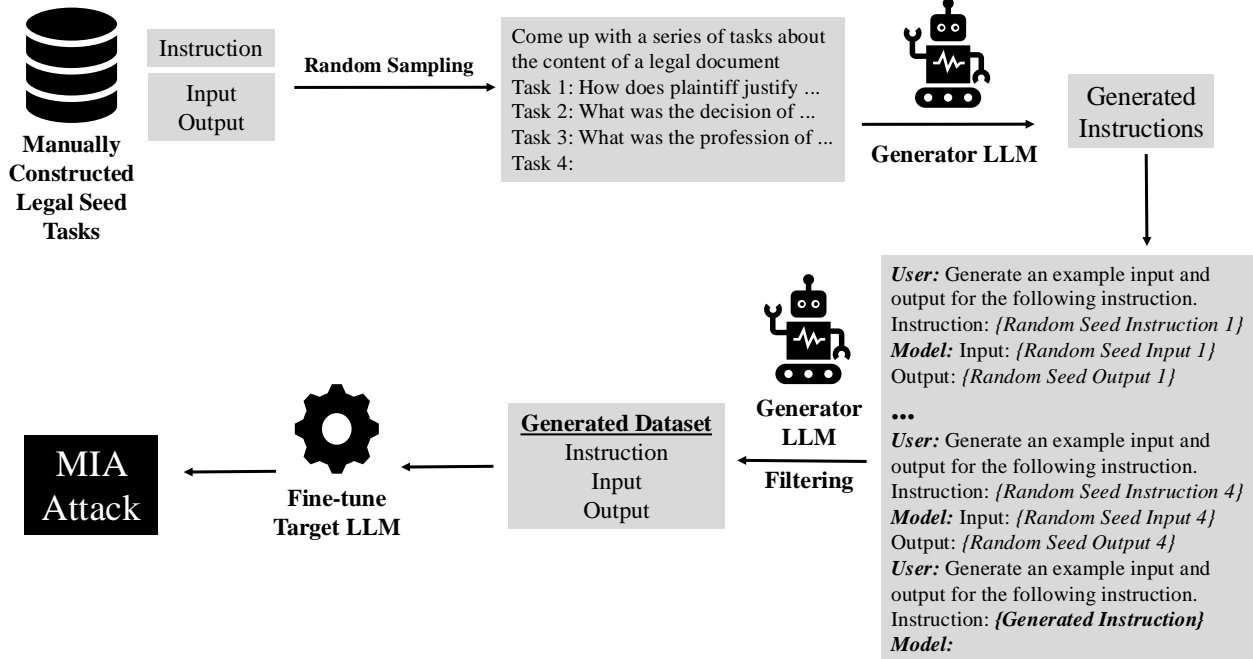 Manually
Constructed
Legal Seed
Tasks
Instruction
Input
Output
Random Sampling
Come up with a series of tasks about
the content of a legal document
Task 1: How does plaintiff justify ...
Task 2: What was the decision of ...
Task 3: What was the profession of ...
Task 4:
Generator LLM
Generated
Instructions
User: Generate an example input and
output for the following instruction.
Instruction: {Random Seed Instruction 1}
Model: Input: {Random Seed Input 1}
Output: {Random Seed Output 1}
...
User: Generate an example input and
output for the following instruction.
Instruction: {Random Seed Instruction 4}
Model: Input: {Random Seed Input 4}
Output: {Random Seed Output 4}
User: Generate an example input and
output for the following instruction.
Instruction: {Generated Instruction}
Model:
Generator
LLM
Filtering
Generated Dataset
Instruction
Input
Output
Fine-tune
Target LLM
MIA
Attack